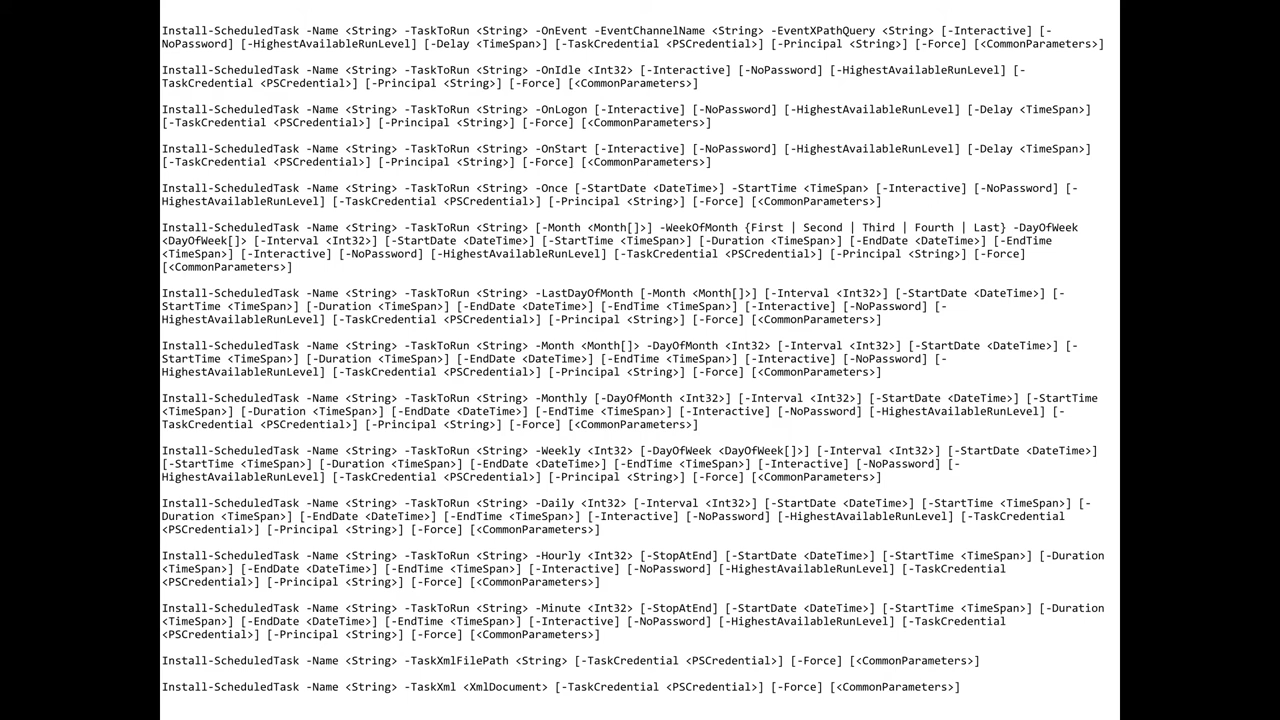 Install-ScheduledTask -Name <String> -TaskToRun <String> -OnEvent -EventChannelName <String> -EventXPathQuery <String> [-Interactive] [-
NoPassword] [-HighestAvailableRunLevel] [-Delay <TimeSpan>] [-TaskCredential <PSCredential>] [-Principal <String>] [-Force] [<CommonParameters>]
Install-ScheduledTask -Name <String> -TaskToRun <String> -OnIdle <Int32> [-Interactive] [-NoPassword] [-HighestAvailableRunLevel] [-
TaskCredential <PSCredential>] [-Principal <String>] [-Force] [<CommonParameters>]
Install-ScheduledTask -Name <String> -TaskToRun <String> -OnLogon [-Interactive] [-NoPassword] [-HighestAvailableRunLevel] [-Delay <TimeSpan>]
[-TaskCredential <PSCredential>] [-Principal <String>] [-Force] [<CommonParameters>]
Install-ScheduledTask -Name <String> -TaskToRun <String> -OnStart [-Interactive] [-NoPassword] [-HighestAvailableRunLevel] [-Delay <TimeSpan>]
[-TaskCredential <PSCredential>] [-Principal <String>] [-Force] [<CommonParameters>]
Install-ScheduledTask -Name <String> -TaskToRun <String> -Once [-StartDate <DateTime>] -StartTime <TimeSpan> [-Interactive] [-NoPassword] [-
HighestAvailableRunLevel] [-TaskCredential <PSCredential>] [-Principal <String>] [-Force] [<CommonParameters>]
Install-ScheduledTask -Name <String> -TaskToRun <String> [-Month <Month[]>] -WeekOfMonth {First | Second | Third | Fourth | Last} -DayOfWeek
<DayOfWeek[]> [-Interval <Int32>] [-StartDate <DateTime>] [-StartTime <TimeSpan>] [-Duration <TimeSpan>] [-EndDate <DateTime>] [-EndTime
<TimeSpan>] [-Interactive] [-NoPassword] [-HighestAvailableRunLevel] [-TaskCredential <PSCredential>] [-Principal <String>] [-Force]
[<CommonParameters>]
Install-ScheduledTask -Name <String> -TaskToRun <String> -LastDayOfMonth [-Month <Month[]>] [-Interval <Int32>] [-StartDate <DateTime>] [-
StartTime <TimeSpan>] [-Duration <TimeSpan>] [-EndDate <DateTime>] [-EndTime <TimeSpan>] [-Interactive] [-NoPassword] [-
HighestAvailableRunLevel] [-TaskCredential <PSCredential>] [-Principal <String>] [-Force] [<CommonParameters>]
Install-ScheduledTask -Name <String> -TaskToRun <String> -Month <Month[]> -DayOfMonth <Int32> [-Interval <Int32>] [-StartDate <DateTime>] [-
StartTime <TimeSpan>] [-Duration <TimeSpan>] [-EndDate <DateTime>] [-EndTime <TimeSpan>] [-Interactive] [-NoPassword] [-
HighestAvailableRunLevel] [-TaskCredential <PSCredential>] [-Principal <String>] [-Force] [<CommonParameters>]
Install-ScheduledTask -Name <String> -TaskToRun <String> -Monthly [-DayOfMonth <Int32>] [-Interval <Int32>] [-StartDate <DateTime>] [-StartTime
<TimeSpan>] [-Duration <TimeSpan>] [-EndDate <DateTime>] [-EndTime <TimeSpan>] [-Interactive] [-NoPassword] [-HighestAvailableRunLevel] [-
TaskCredential <PSCredential>] [-Principal <String>] [-Force] [<CommonParameters>]
Install-ScheduledTask -Name <String> -TaskToRun <String> -Weekly <Int32> [-DayOfWeek <DayOfWeek[]>] [-Interval <Int32>] [-StartDate <DateTime>]
[-StartTime <TimeSpan>] [-Duration <TimeSpan>] [-EndDate <DateTime>] [-EndTime <TimeSpan>] [-Interactive] [-NoPassword] [-
HighestAvailableRunLevel] [-TaskCredential <PSCredential>] [-Principal <String>] [-Force] [<CommonParameters>]
Install-ScheduledTask -Name <String> -TaskToRun <String> -Daily <Int32> [-Interval <Int32>] [-StartDate <DateTime>] [-StartTime <TimeSpan>] [-
Duration <TimeSpan>] [-EndDate <DateTime>] [-EndTime <TimeSpan>] [-Interactive] [-NoPassword] [-HighestAvailableRunLevel] [-TaskCredential
<PSCredential>] [-Principal <String>] [-Force] [<CommonParameters>]
Install-ScheduledTask -Name <String> -TaskToRun <String> -Hourly <Int32> [-StopAtEnd] [-StartDate <DateTime>] [-StartTime <TimeSpan>] [-Duration
<TimeSpan>] [-EndDate <DateTime>] [-EndTime <TimeSpan>] [-Interactive] [-NoPassword] [-HighestAvailableRunLevel] [-TaskCredential
<PSCredential>] [-Principal <String>] [-Force] [<CommonParameters>]
Install-ScheduledTask -Name <String> -TaskToRun <String> -Minute <Int32> [-StopAtEnd] [-StartDate <DateTime>] [-StartTime <TimeSpan>] [-Duration
<TimeSpan>] [-EndDate <DateTime>] [-EndTime <TimeSpan>] [-Interactive] [-NoPassword] [-HighestAvailableRunLevel] [-TaskCredential
<PSCredential>] [-Principal <String>] [-Force] [<CommonParameters>]
Install-ScheduledTask -Name <String> -TaskXmlFilePath <String> [-TaskCredential <PSCredential>] [-Force] [<CommonParameters>]
Install-ScheduledTask -Name <String> -TaskXml <XmlDocument> [-TaskCredential <PSCredential>] [-Force] [<CommonParameters>]